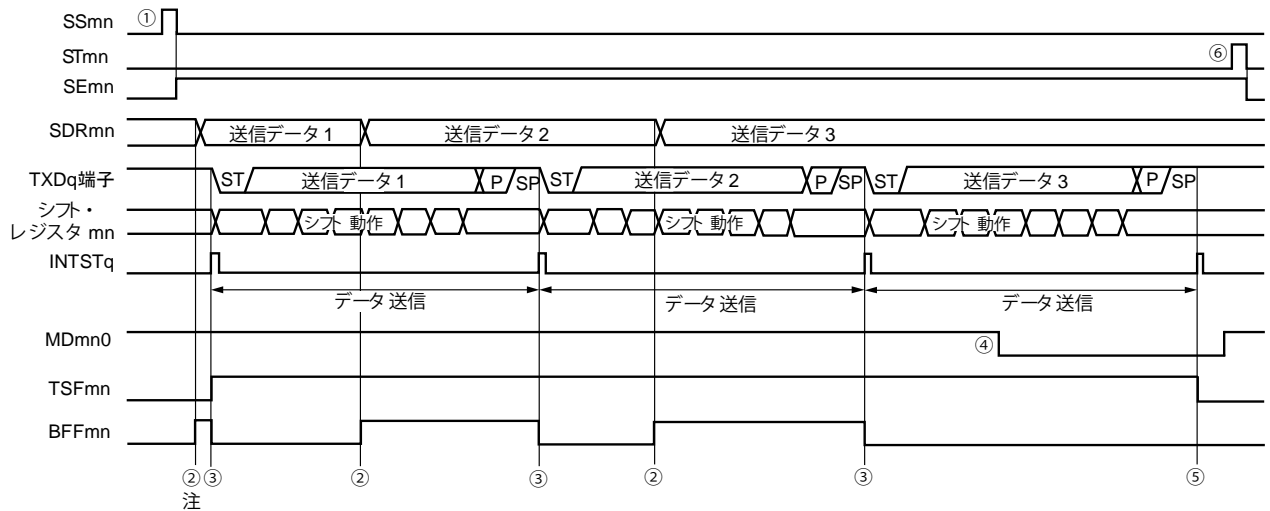 SSmn ①
STmn ⑥
SEmn
SDRmn 送信データ1 送信データ2 送信データ3
TXDq端子 ST 送信データ1 P SP ST 送信データ2 P SP ST 送信データ3 P SP
シフト・
レジスタ mn シフト動作 シフト動作 シフト動作
INTSTq
データ送信 データ送信 データ送信
MDmn0 ④
TSFmn
BFFmn
② ③ ② ③ ② ③ ⑤
注